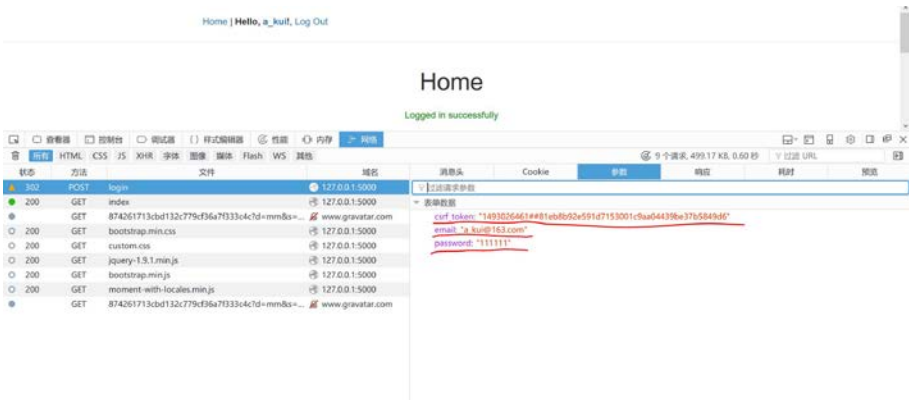 Home | Hello, a_kui!, Log Out
Home
Logged in successfully
查看器 控制台 调试器 {} 样式编辑器 性能 内存 网络
所有 HTML CSS JS XHR 字体 图像 媒体 Flash WS 其他 9 个请求, 499.17 KB, 0.60 秒 过滤 URL
状态 方法 文件 域名 消息头 Cookie 参数 响应 耗时 预览
302 POST login 127.0.0.1:5000 过滤请求参数
200 GET index 127.0.0.1:5000 表单数据
GET 874261713cbd132c779cf36a7f333c4c?d=mm&s=... www.gravatar.com csrf_token: "1493026461##81eb8b92e591d7153001c9aa04439be37b5849d6"
200 GET bootstrap.min.css 127.0.0.1:5000 email: "a_kui@163.com"
200 GET custom.css 127.0.0.1:5000 password: "111111"
200 GET jquery-1.9.1.min.js 127.0.0.1:5000
200 GET bootstrap.min.js 127.0.0.1:5000
200 GET moment-with-locales.min.js 127.0.0.1:5000
GET 874261713cbd132c779cf36a7f333c4c?d=mm&s=... www.gravatar.com